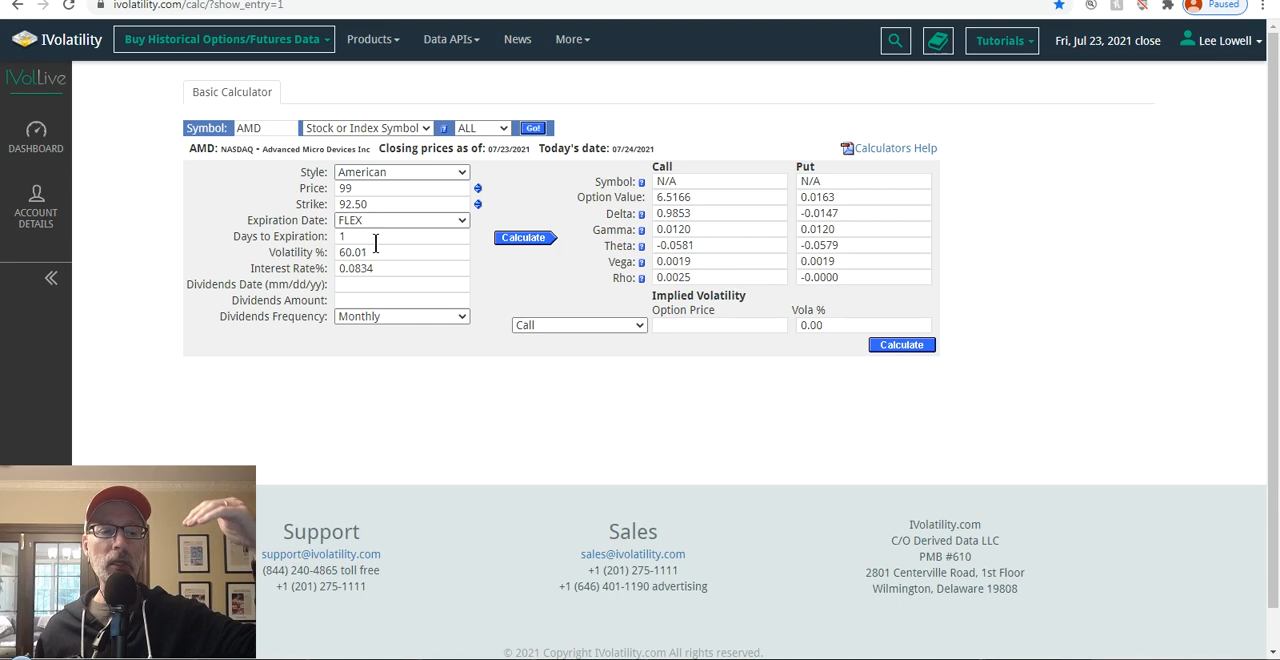 ivolatility.com/calc/?show_entry=1
Paused
IVolatility
Buy Historical Options/Futures Data
Products
Data APIs
News
More
Tutorials
Fri, Jul 23, 2021 close
Lee Lowell
IVolLive
DASHBOARD
ACCOUNT
DETAILS
Basic Calculator
Symbol: AMD Stock or Index Symbol ? ALL Go!
AMD: NASDAQ - Advanced Micro Devices Inc Closing prices as of: 07/23/2021 Today's date: 07/24/2021
Calculators Help
Style: American
Price: 99
Strike: 92.50
Expiration Date: FLEX
Days to Expiration: 1
Volatility %: 60.01
Interest Rate%: 0.0834
Dividends Date (mm/dd/yy):
Dividends Amount:
Dividends Frequency: Monthly
Calculate
Call Put
Symbol: ? N/A N/A
Option Value: 6.5166 0.0163
Delta: ? 0.9853 -0.0147
Gamma: ? 0.0120 0.0120
Theta: ? -0.0581 -0.0579
Vega: ? 0.0019 0.0019
Rho: ? 0.0025 -0.0000
Implied Volatility
Option Price Vola %
Call 0.00
Calculate
Support
support@ivolatility.com
(844) 240-4865 toll free
+1 (201) 275-1111
Sales
sales@ivolatility.com
+1 (201) 275-1111
+1 (646) 401-1190 advertising
IVolatility.com
C/O Derived Data LLC
PMB #610
2801 Centerville Road, 1st Floor
Wilmington, Delaware 19808
© 2021 Copyright IVolatility.com All rights reserved.